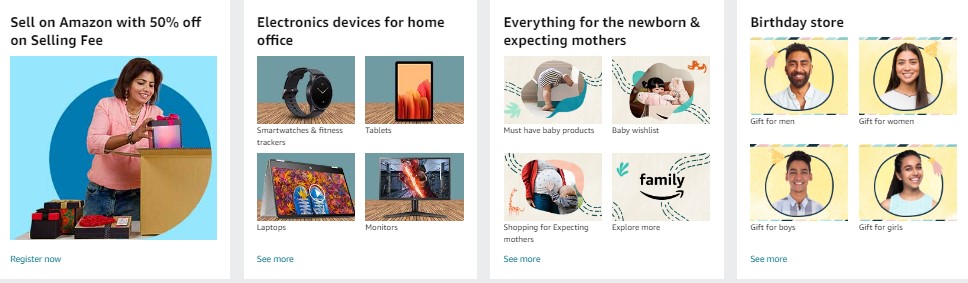 Sell on Amazon with 50% off
on Selling Fee
Register now
Electronics devices for home
office
Smartwatches & fitness
trackers
Tablets
Laptops
Monitors
See more
Everything for the newborn &
expecting mothers
Must have baby products
Baby wishlist
family
Shopping for Expecting
mothers
Explore more
See more
Birthday store
Gift for men
Gift for women
Gift for boys
Gift for girls
See more